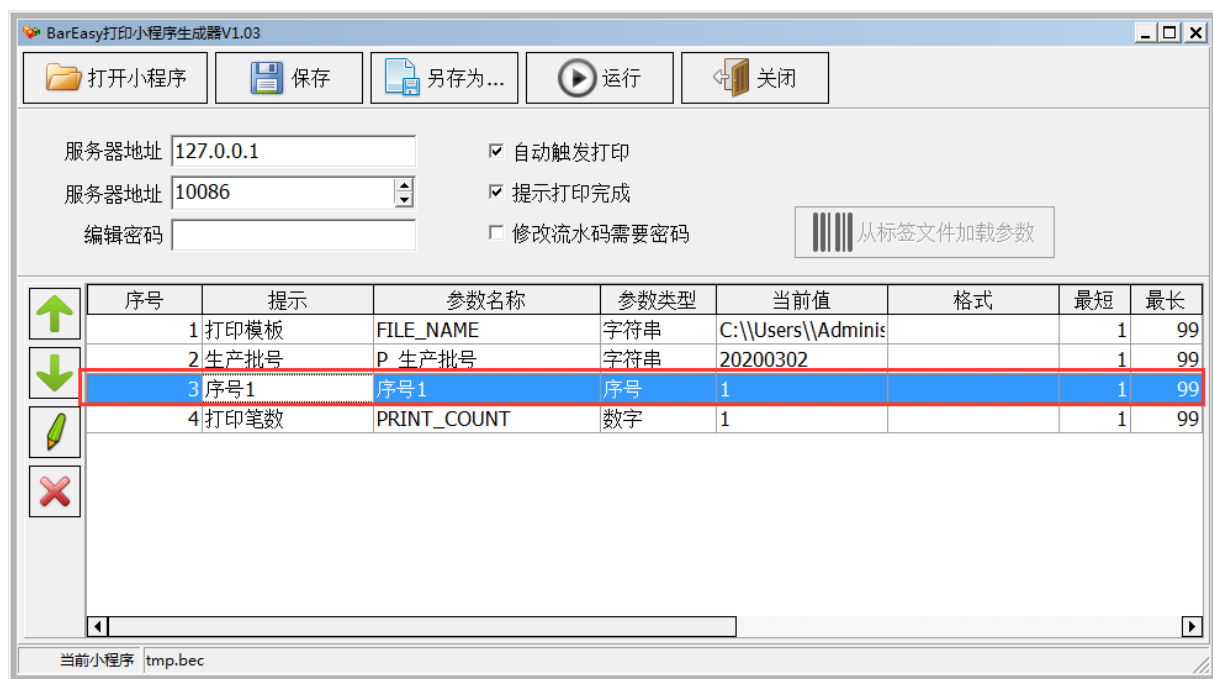 BarEasy打印小程序生成器V1.03
打开小程序 保存 另存为... 运行 关闭
服务器地址 127.0.0.1 自动触发打印
服务器地址 10086 提示打印完成
编辑密码 修改流水码需要密码 从标签文件加载参数
序号 提示 参数名称 参数类型 当前值 格式 最短 最长
1 打印模板 FILE_NAME 字符串 C:\\Users\\Adminis 1 99
2 生产批号 P_生产批号 字符串 20200302 1 99
3 序号1 序号1 序号 1 1 99
4 打印笔数 PRINT_COUNT 数字 1 1 99
当前小程序 tmp.bec